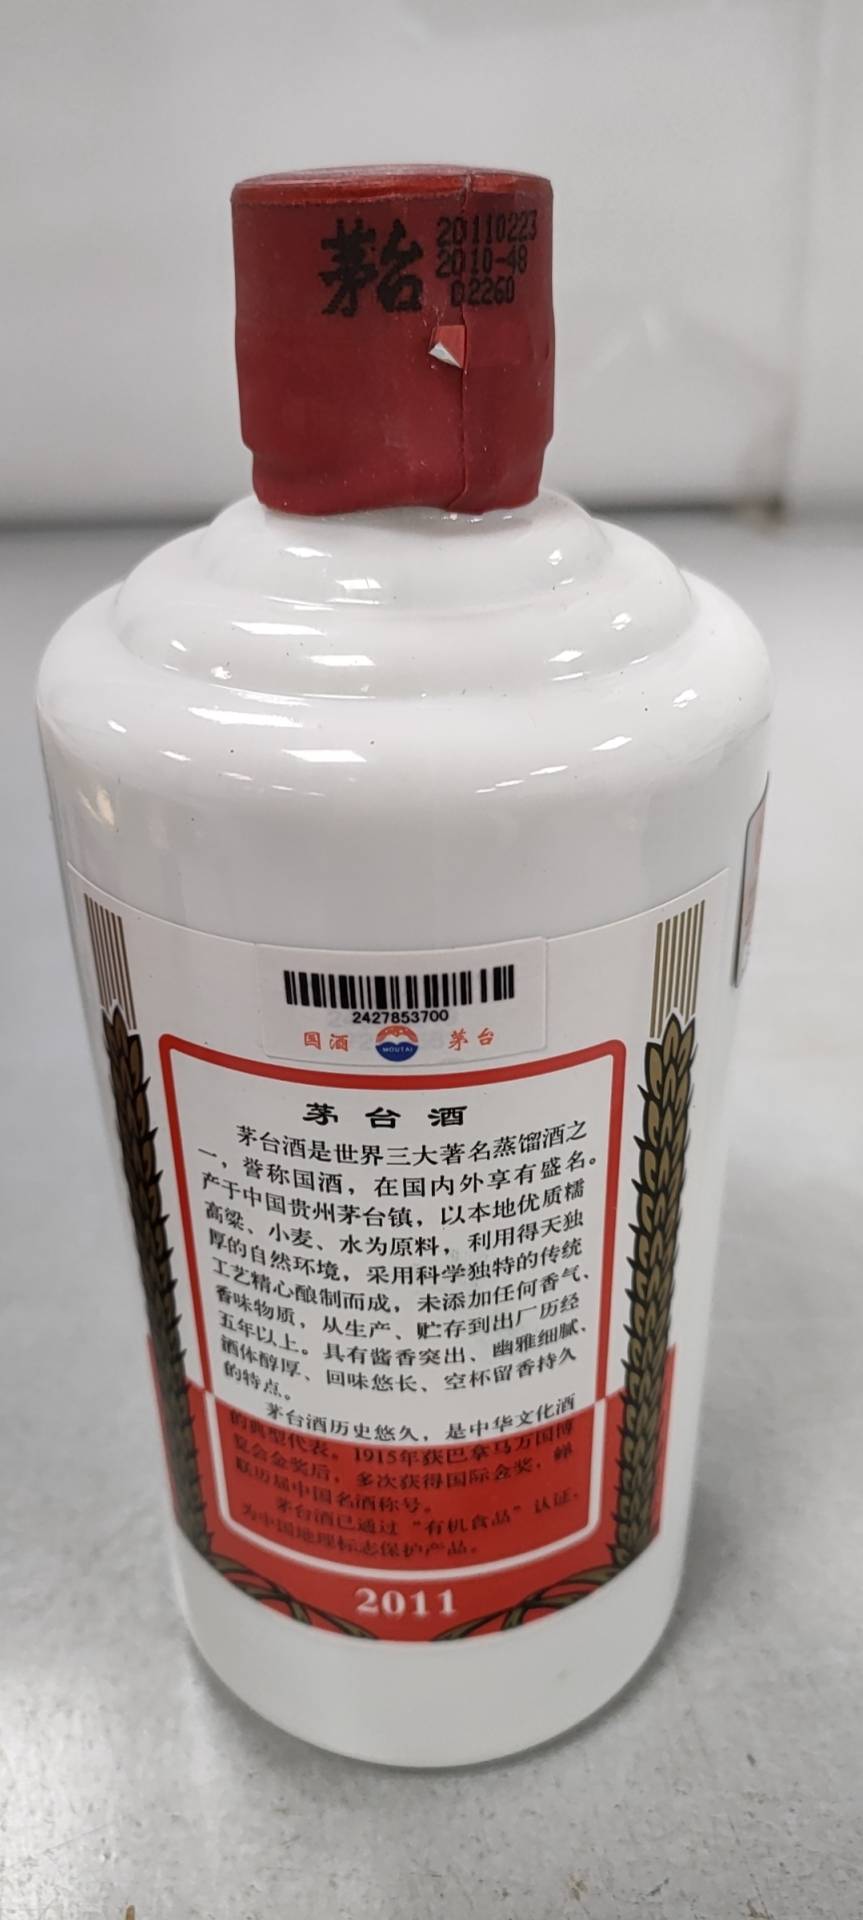 茅台
20110223
2010-48
D2260
2427853700
国酒 MOUTAI 茅台
茅台酒
茅台酒是世界三大著名蒸馏酒之
一，誉称国酒，在国内外享有盛名。
产于中国贵州茅台镇，以本地优质糯
高粱、小麦、水为原料，利用得天独
厚的自然环境，采用科学独特的传统
工艺精心酿制而成，未添加任何香气、
香味物质，从生产、贮存到出厂历经
五年以上。具有酱香突出、幽雅细腻、
酒体醇厚、回味悠长、空杯留香持久
的特点。
茅台酒历史悠久，是中华文化酒
的典型代表。1915年获巴拿马万国博
览会金奖后，多次获得国际金奖，蝉
联历届中国名酒称号。
茅台酒已通过“有机食品”认证，
为中国地理标志保护产品。
2011